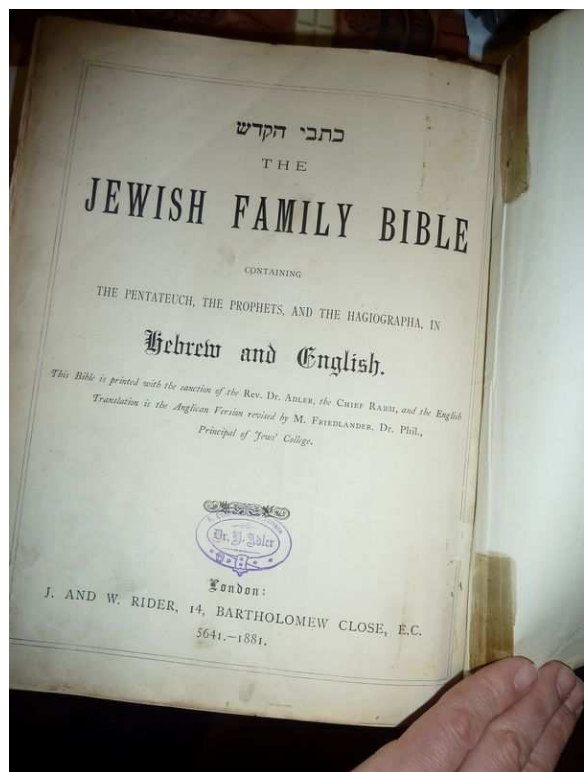 כתבי הקדש
THE
JEWISH FAMILY BIBLE
CONTAINING
THE PENTATEUCH, THE PROPHETS, AND THE HAGIOGRAPHA, IN
Hebrew and English.
This Bible is printed with the sanction of the Rev. Dr. ADLER, the CHIEF RABBI, and the English
Translation is the Anglican Version revised by M. FRIEDLANDER, Dr. Phil.,
Principal of Jews' College.
Adler
London:
J. AND W. RIDER, 14, BARTHOLOMEW CLOSE, E.C.
5641.—1881.